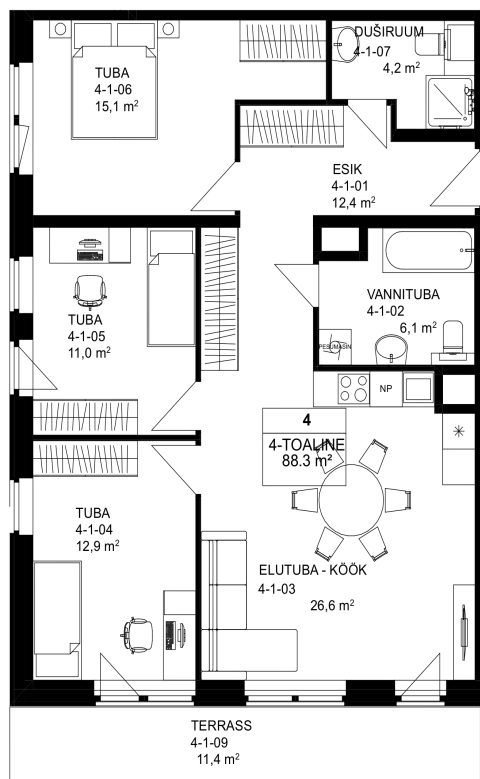 DUŠIRUUM
4-1-07
4,2 m²
TUBA
4-1-06
15,1 m²
ESIK
4-1-01
12,4 m²
VANNITUBA
4-1-02
6,1 m²
PESUMASIN
TUBA
4-1-05
11,0 m²
NP
4
4-TOALINE
88.3 m²
TUBA
4-1-04
12,9 m²
ELUTUBA - KÖÖK
4-1-03
26,6 m²
TERRASS
4-1-09
11,4 m²